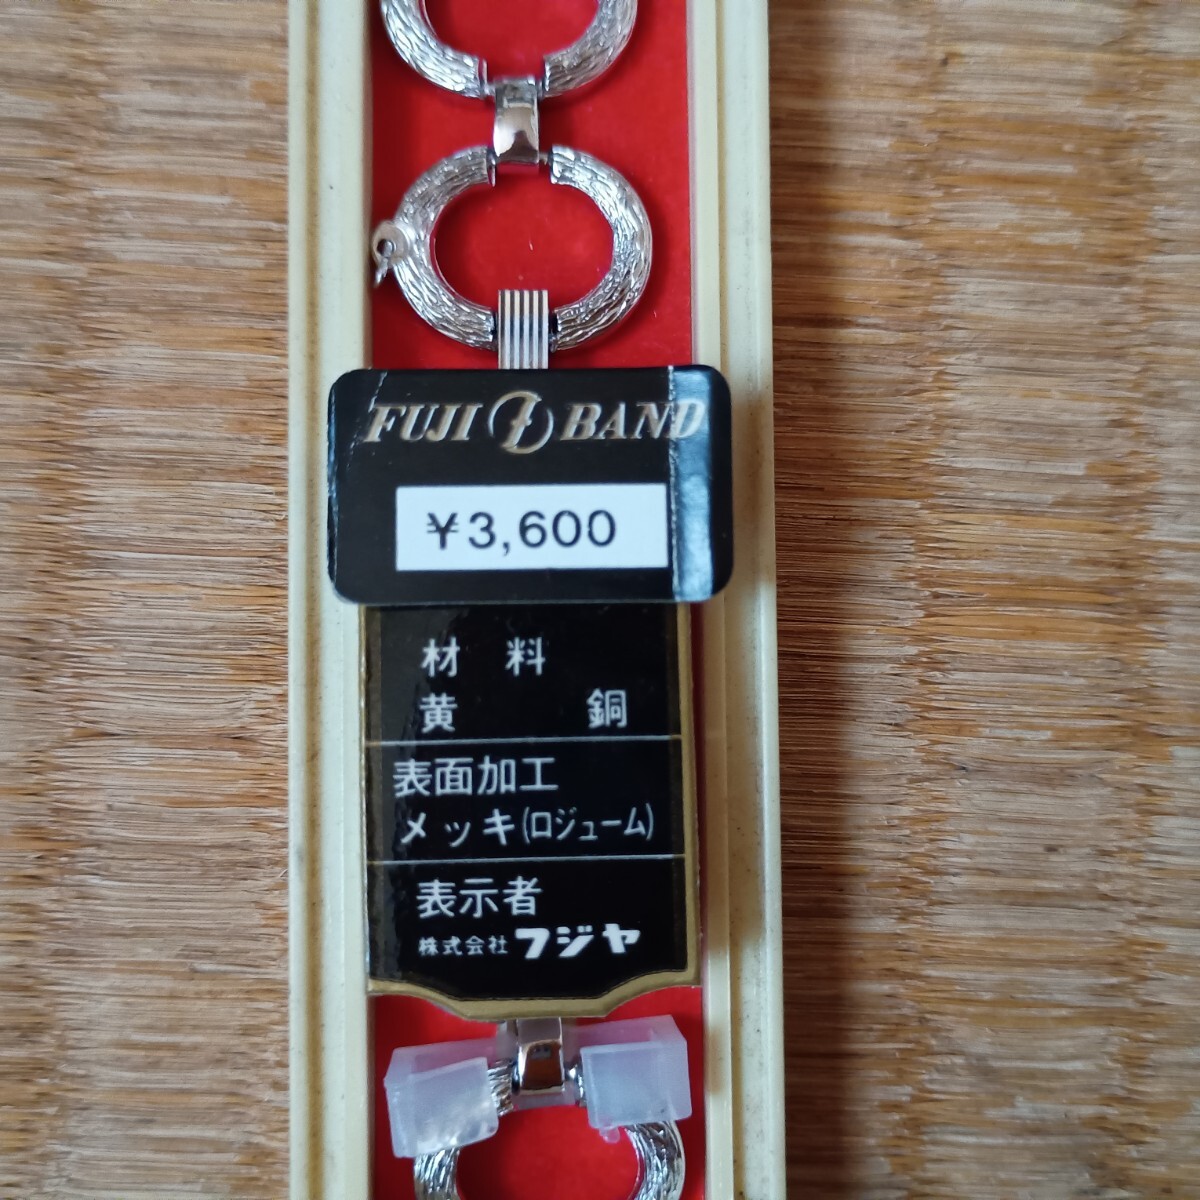 FUJI BAND
¥3,600
材料
黄銅
表面加工
メッキ(ロジューム)
表示者
株式会社フジヤ